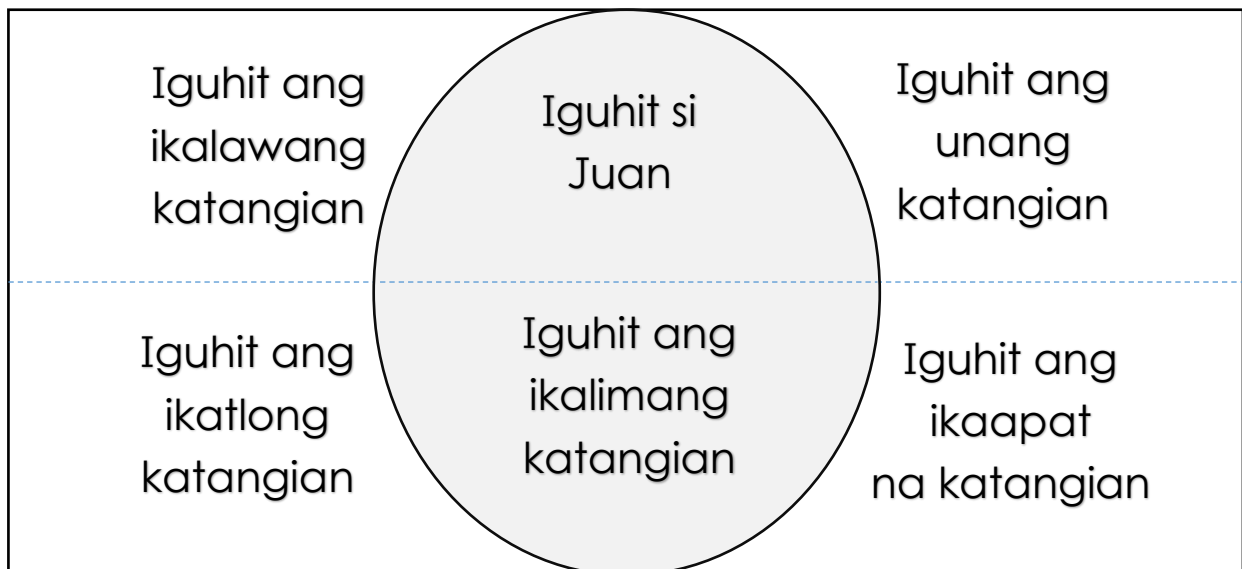 Iguhit ang
ikalawang
katangian
Iguhit si
Juan
Iguhit ang
unang
katangian
Iguhit ang
ikatlong
katangian
Iguhit ang
ikalimang
katangian
Iguhit ang
ikaapat
na katangian